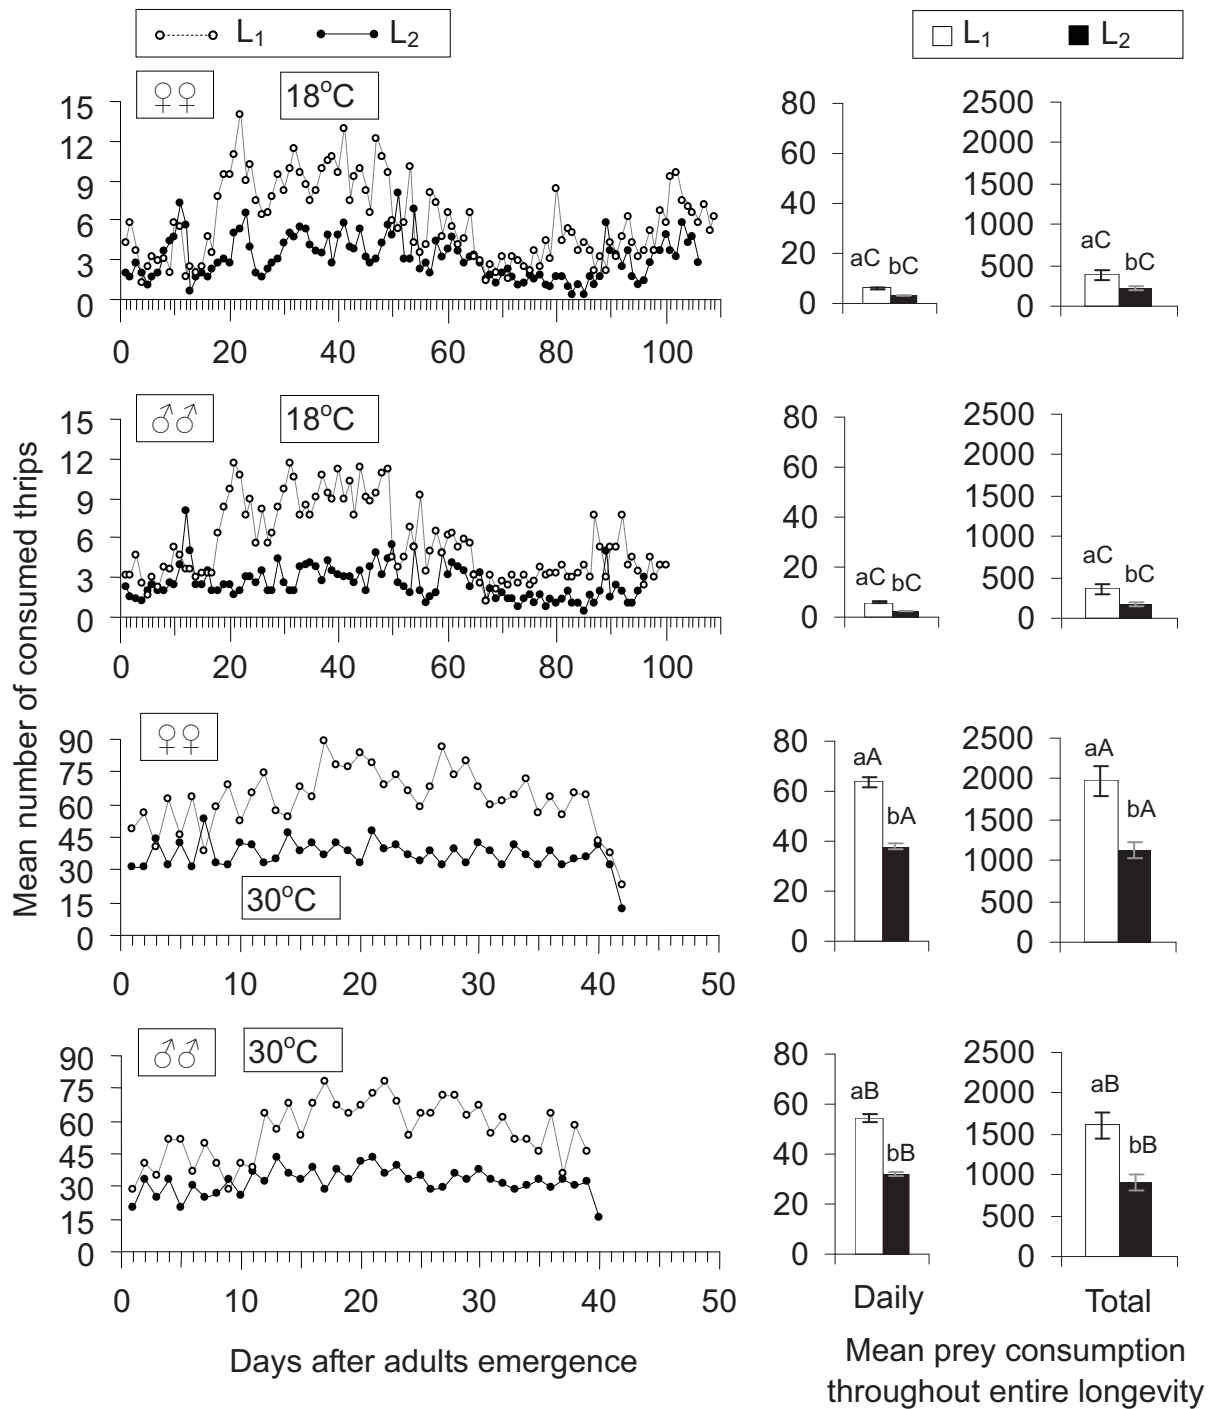 L1 L2
L1 L2
♀♀ 18°C
15
12
9
6
3
0
0 20 40 60 80 100
80
60
40
20
0
aC bC
2500
2000
1500
1000
500
0
aC bC
♂♂ 18°C
15
12
9
6
3
0
0 20 40 60 80 100
80
60
40
20
0
aC bC
2500
2000
1500
1000
500
0
aC bC
Mean number of consumed thrips
♀♀
90
75
60
45
30
15
0
30°C
0 10 20 30 40 50
80
60
40
20
0
aA
bA
2500
2000
1500
1000
500
0
aA
bA
♂♂ 30°C
90
75
60
45
30
15
0
0 10 20 30 40 50
80
60
40
20
0
aB
bB
2500
2000
1500
1000
500
0
aB
bB
Daily Total
Days after adults emergence
Mean prey consumption
throughout entire longevity